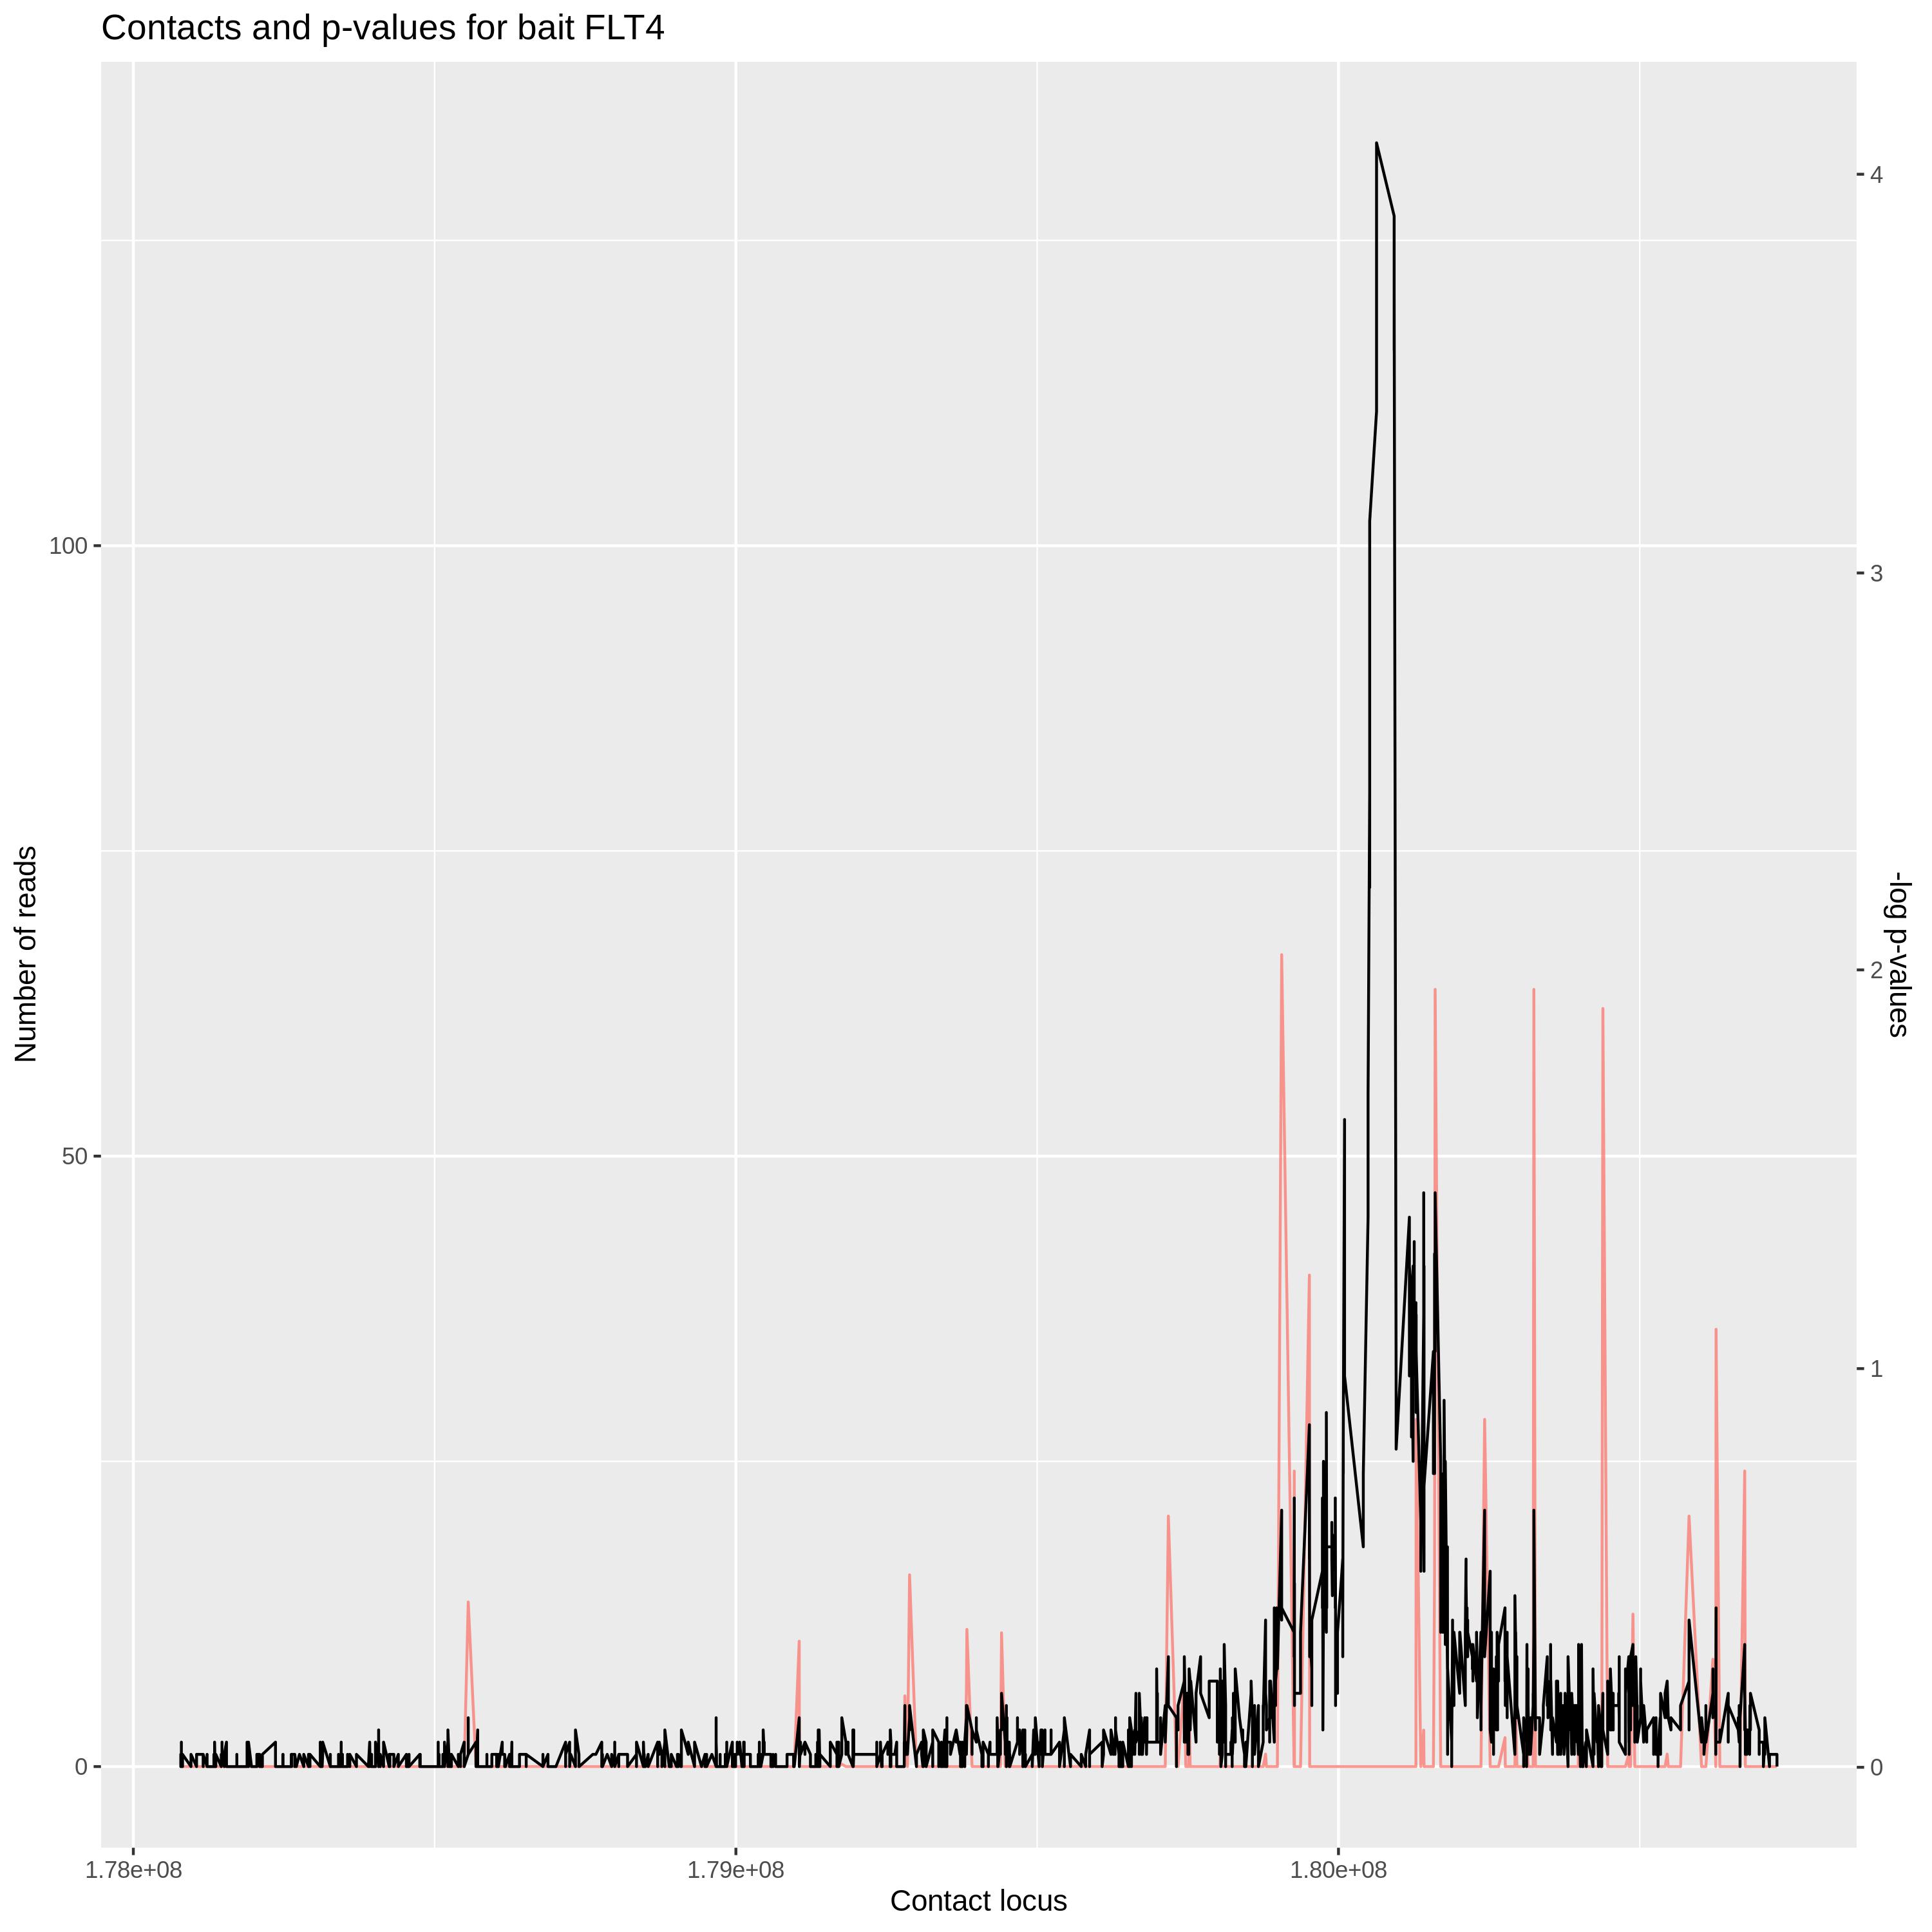 Contacts and p-values for bait FLT4
4
100
3
Number of reads
-log p-values
2
50
1
0
0
1.78e+08
1.79e+08
1.80e+08
Contact locus